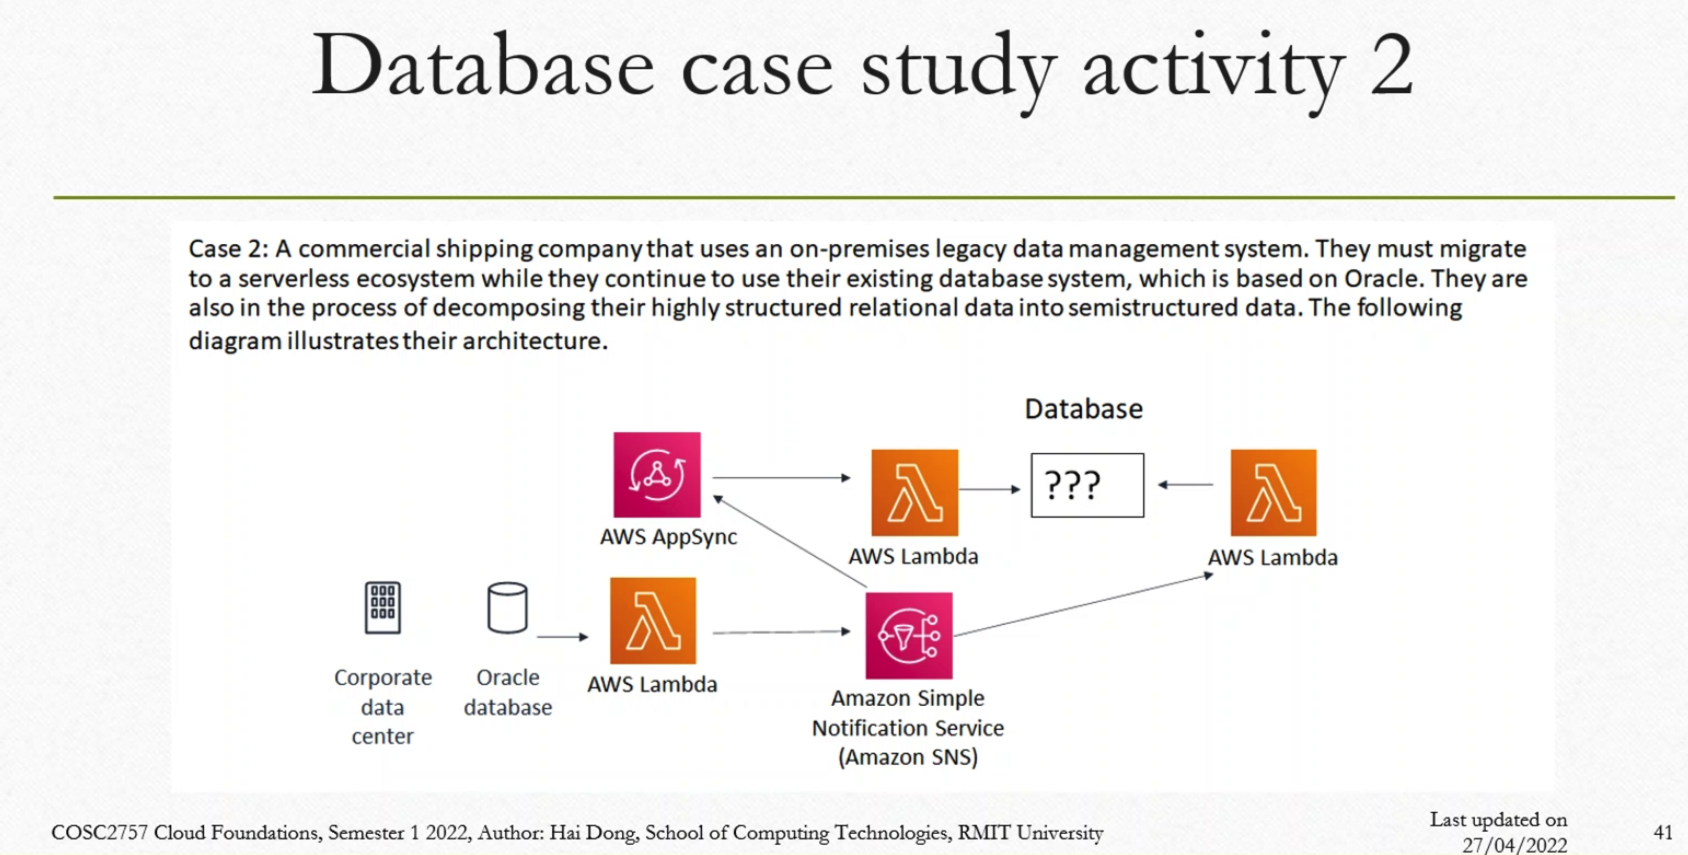 Database case study activity 2
Case 2: A commercial shipping company that uses an on-premises legacy data management system. They must migrate
to a serverless ecosystem while they continue to use their existing database system, which is based on Oracle. They are
also in the process of decomposing their highly structured relational data into semistructured data. The following
diagram illustrates their architecture.
Database
???
AWS AppSync
AWS Lambda
AWS Lambda
Corporate
data
center
Oracle
database
AWS Lambda
Amazon Simple
Notification Service
(Amazon SNS)
COSC2757 Cloud Foundations, Semester 1 2022, Author: Hai Dong, School of Computing Technologies, RMIT University
Last updated on
27/04/2022
41